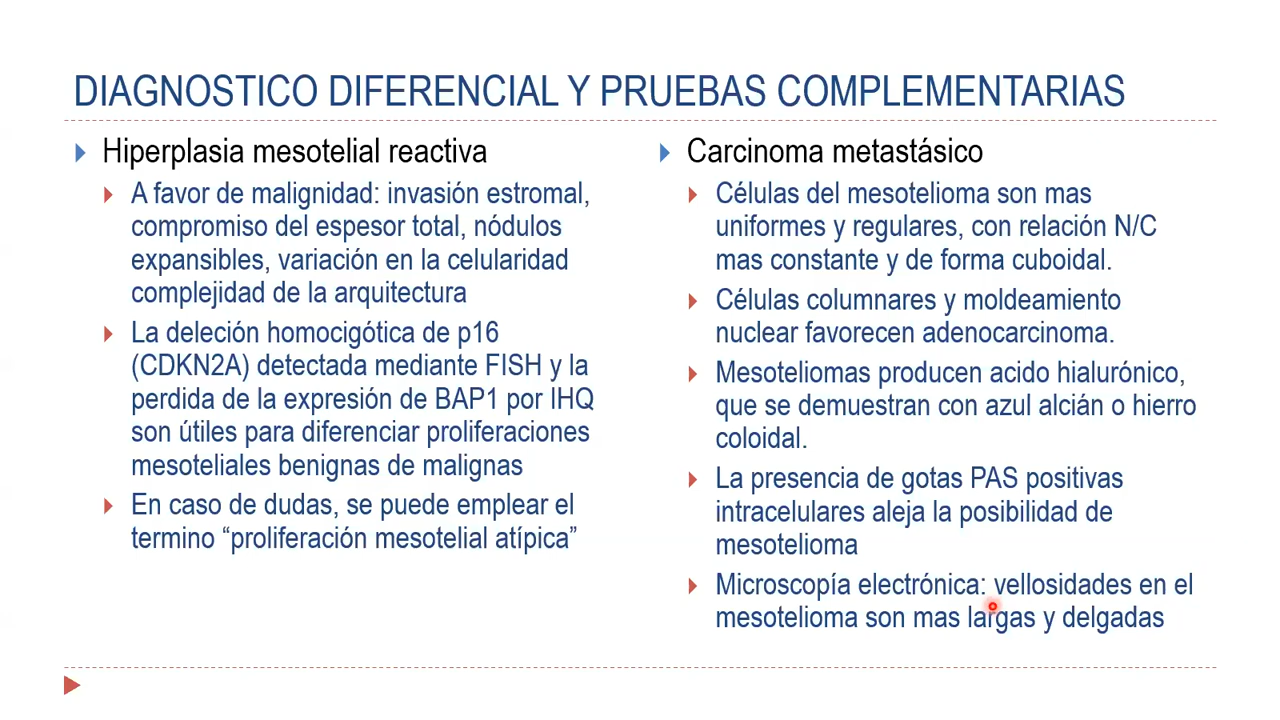 DIAGNOSTICO DIFERENCIAL Y PRUEBAS COMPLEMENTARIAS
Hiperplasia mesotelial reactiva
A favor de malignidad: invasión estromal,
compromiso del espesor total, nódulos
expansibles, variación en la celularidad
complejidad de la arquitectura
La deleción homocigótica de p16
(CDKN2A) detectada mediante FISH y la
perdida de la expresión de BAP1 por IHQ
son útiles para diferenciar proliferaciones
mesoteliales benignas de malignas
En caso de dudas, se puede emplear el
termino “proliferación mesotelial atípica”
Carcinoma metastásico
Células del mesotelioma son mas
uniformes y regulares, con relación N/C
mas constante y de forma cuboidal.
Células columnares y moldeamiento
nuclear favorecen adenocarcinoma.
Mesoteliomas producen acido hialurónico,
que se demuestran con azul alcián o hierro
coloidal.
La presencia de gotas PAS positivas
intracelulares aleja la posibilidad de
mesotelioma
Microscopía electrónica: vellosidades en el
mesotelioma son mas largas y delgadas